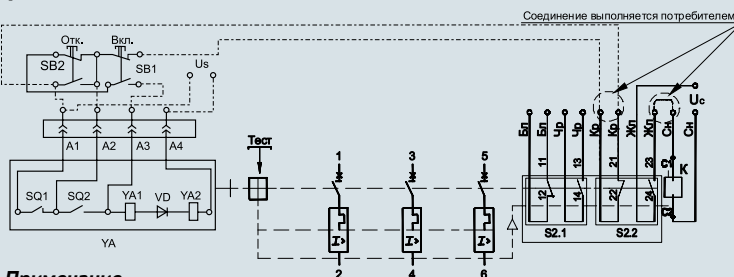 Соединение выполняется потребителем
Отк. Вкл.
SB2 SB1 Us
A1 A2 A3 A4
SQ1 SQ2 YA1 VD YA2
YA
Тест
1 3 5
I> I> I>
2 4 6
Бл Бл Чр Чр Кр Кр Жл Жл Сн Сн
Uc
11 13 21 23
12 14 22 24
K
S2.1 S2.2
Примечание